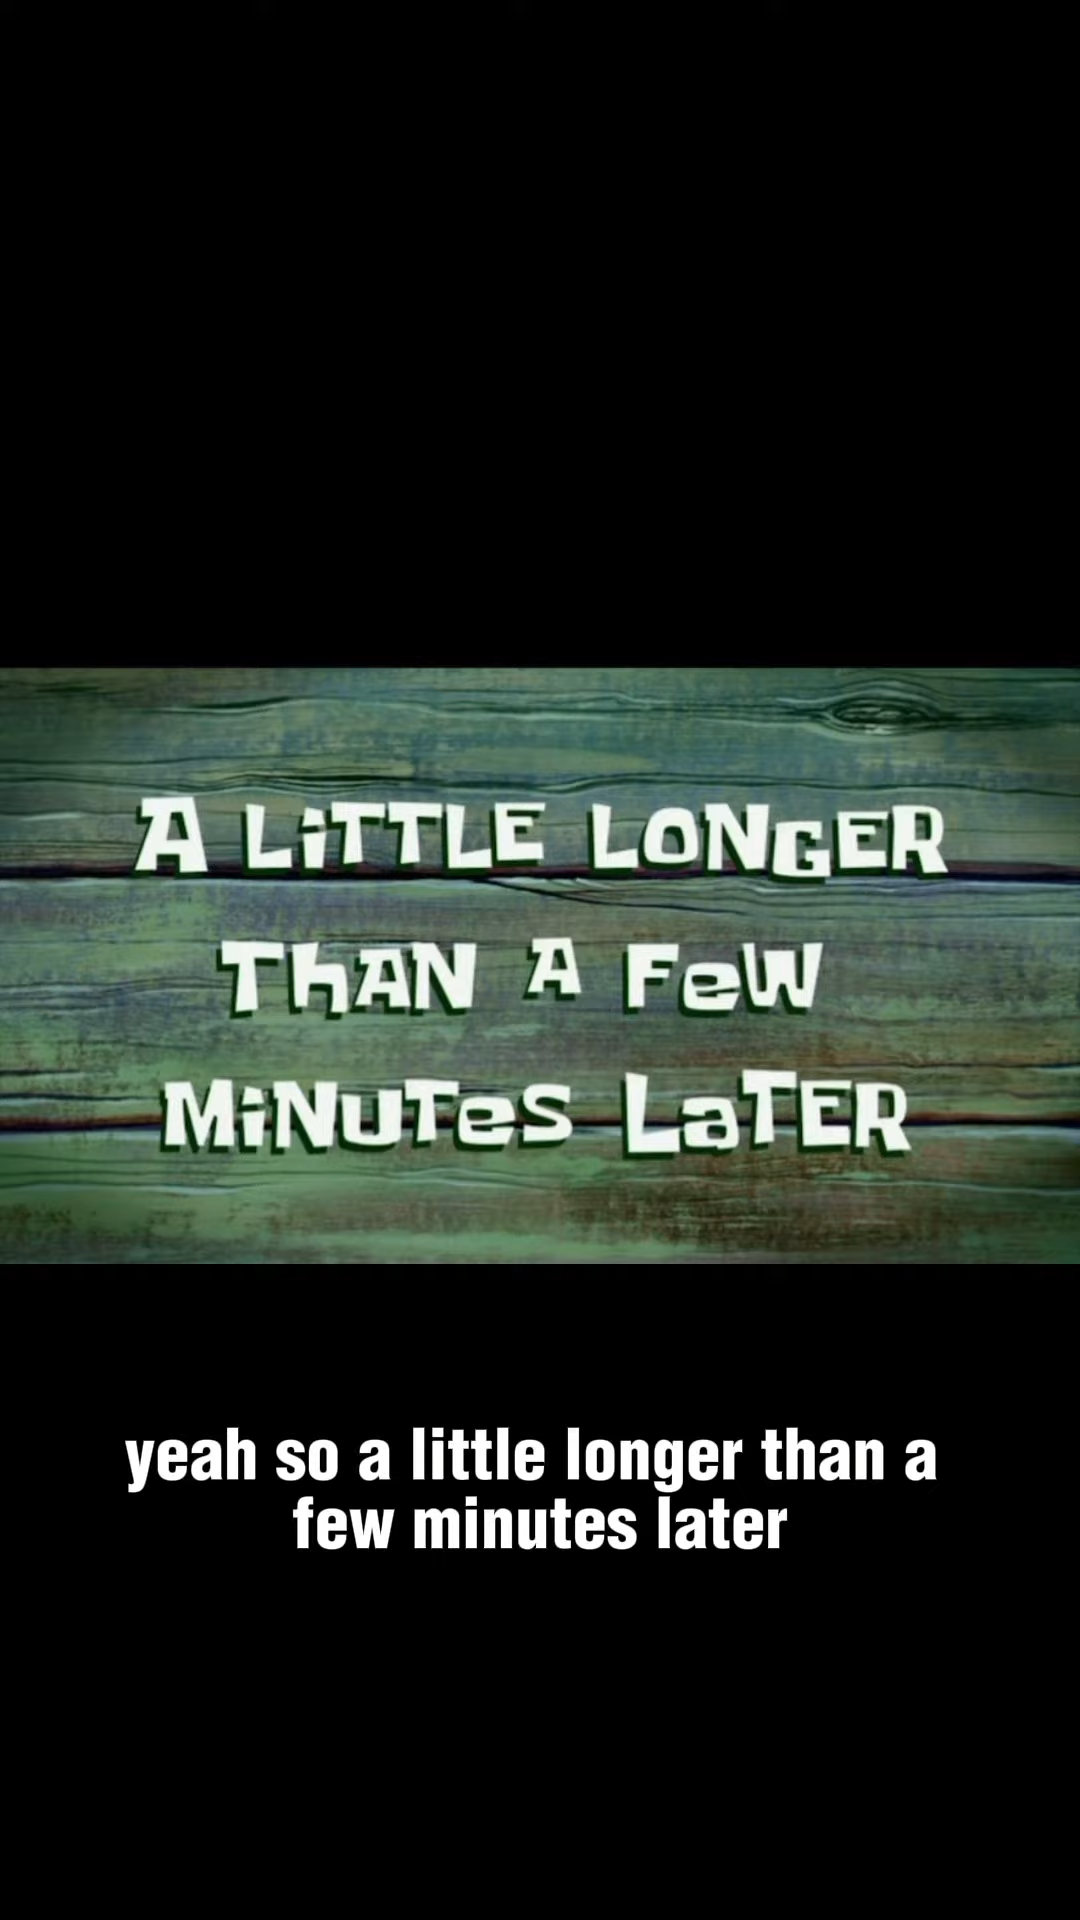 A LiTTLE LONGER
ThAN A FeW
MiNUTeS LaTER
yeah so a little longer than a
few minutes later